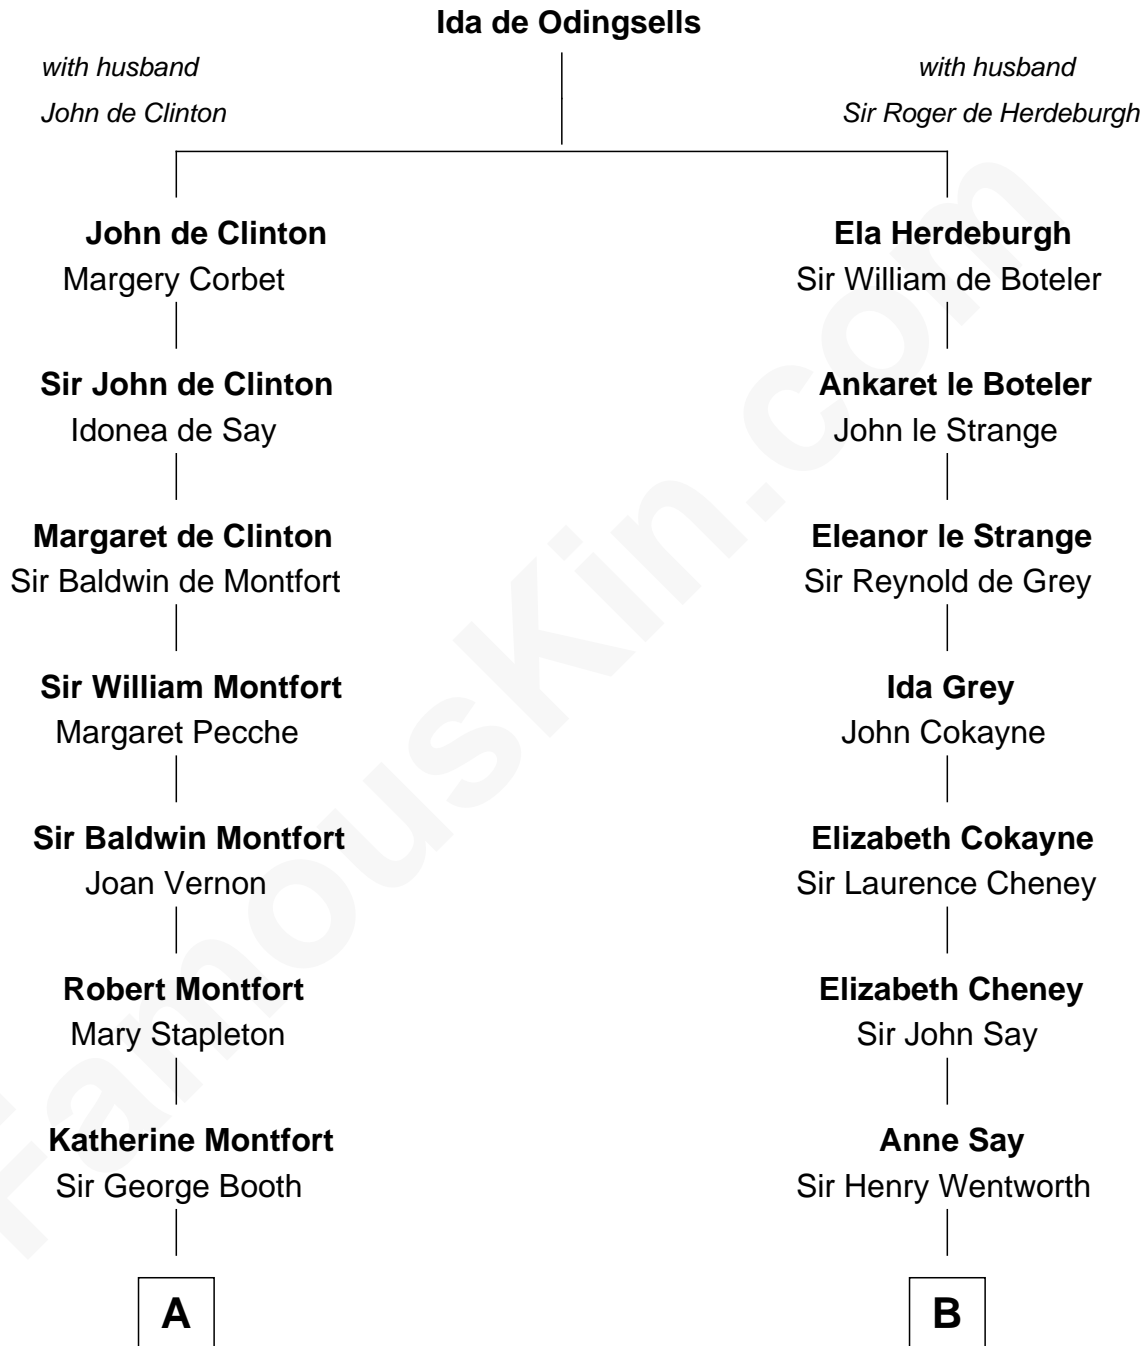 Ida de Odingsells
with husband
John de Clinton
with husband
Sir Roger de Herdeburgh
John de Clinton
Margery Corbet
Ela Herdeburgh
Sir William de Boteler
Sir John de Clinton
Idonea de Say
Ankaret le Boteler
John le Strange
Margaret de Clinton
Sir Baldwin de Montfort
Eleanor le Strange
Sir Reynold de Grey
Sir William Montfort
Margaret Pecche
Ida Grey
John Cokayne
Sir Baldwin Montfort
Joan Vernon
Elizabeth Cokayne
Sir Laurence Cheney
Robert Montfort
Mary Stapleton
Elizabeth Cheney
Sir John Say
Katherine Montfort
Sir George Booth
Anne Say
Sir Henry Wentworth
A
B
FamousKin.com